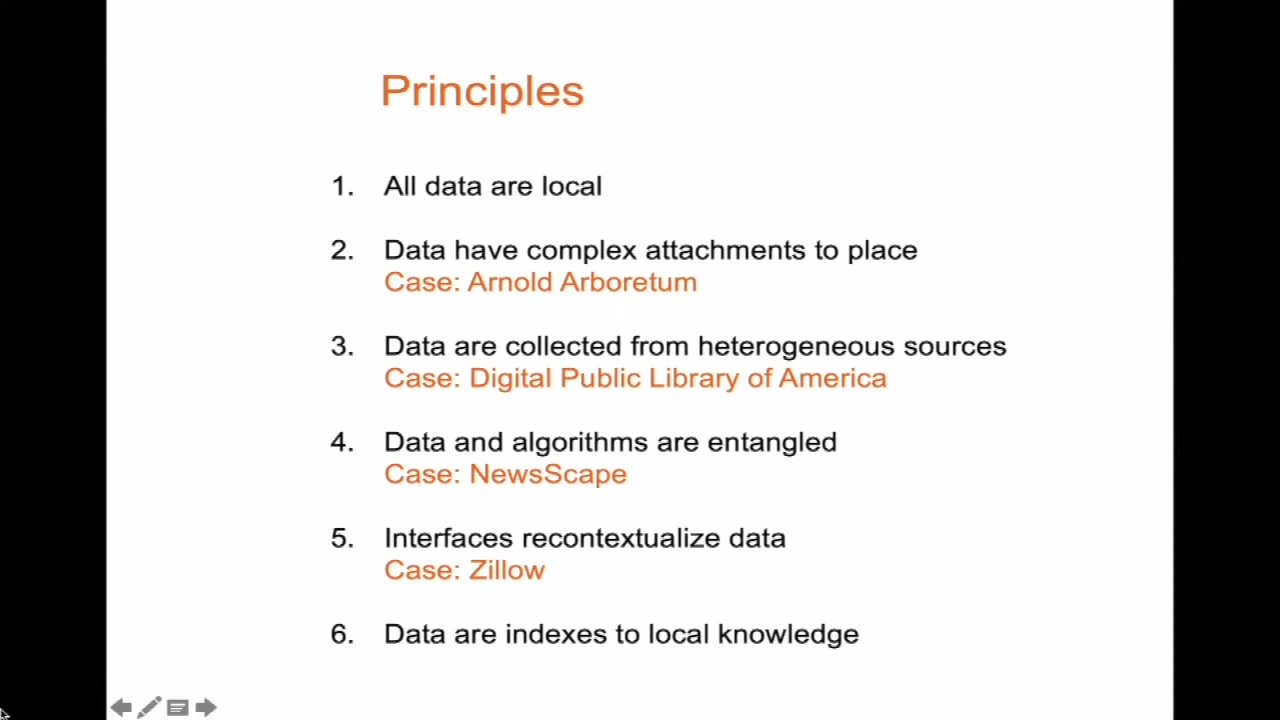 Principles
1. All data are local
2. Data have complex attachments to place
Case: Arnold Arboretum
3. Data are collected from heterogeneous sources
Case: Digital Public Library of America
4. Data and algorithms are entangled
Case: NewsScape
5. Interfaces recontextualize data
Case: Zillow
6. Data are indexes to local knowledge